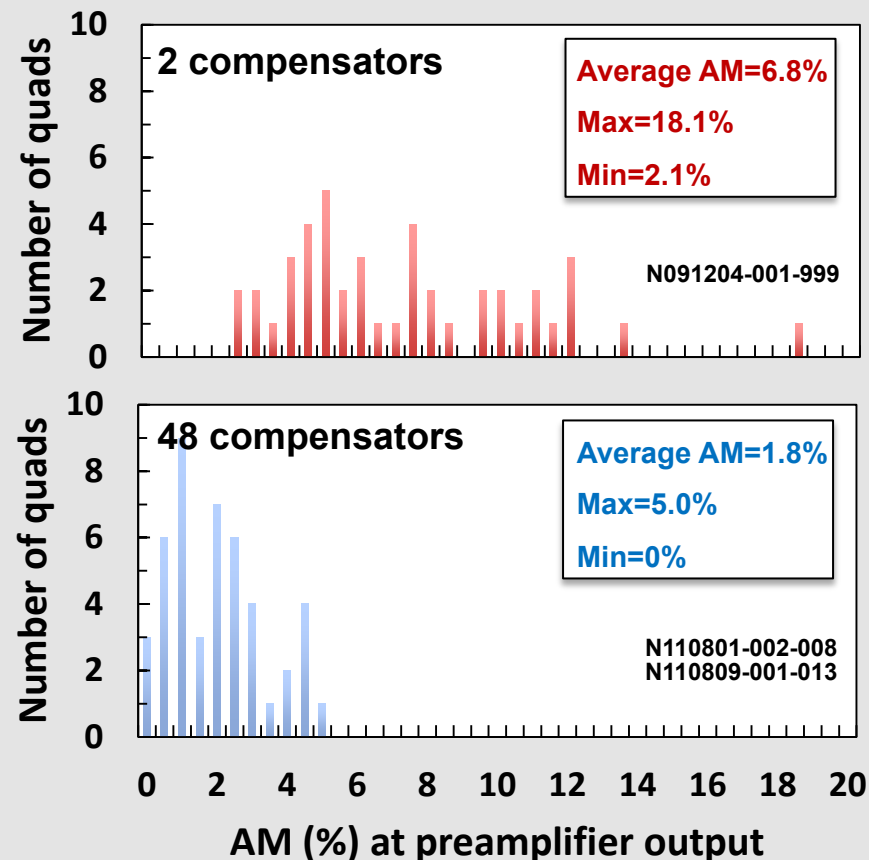 10
8
6
4
2
0
Number of quads
2 compensators
Average AM=6.8%
Max=18.1%
Min=2.1%
N091204-001-999
10
8
6
4
2
0
Number of quads
48 compensators
Average AM=1.8%
Max=5.0%
Min=0%
N110801-002-008
N110809-001-013
0 2 4 6 8 10 12 14 16 18 20
AM (%) at preamplifier output